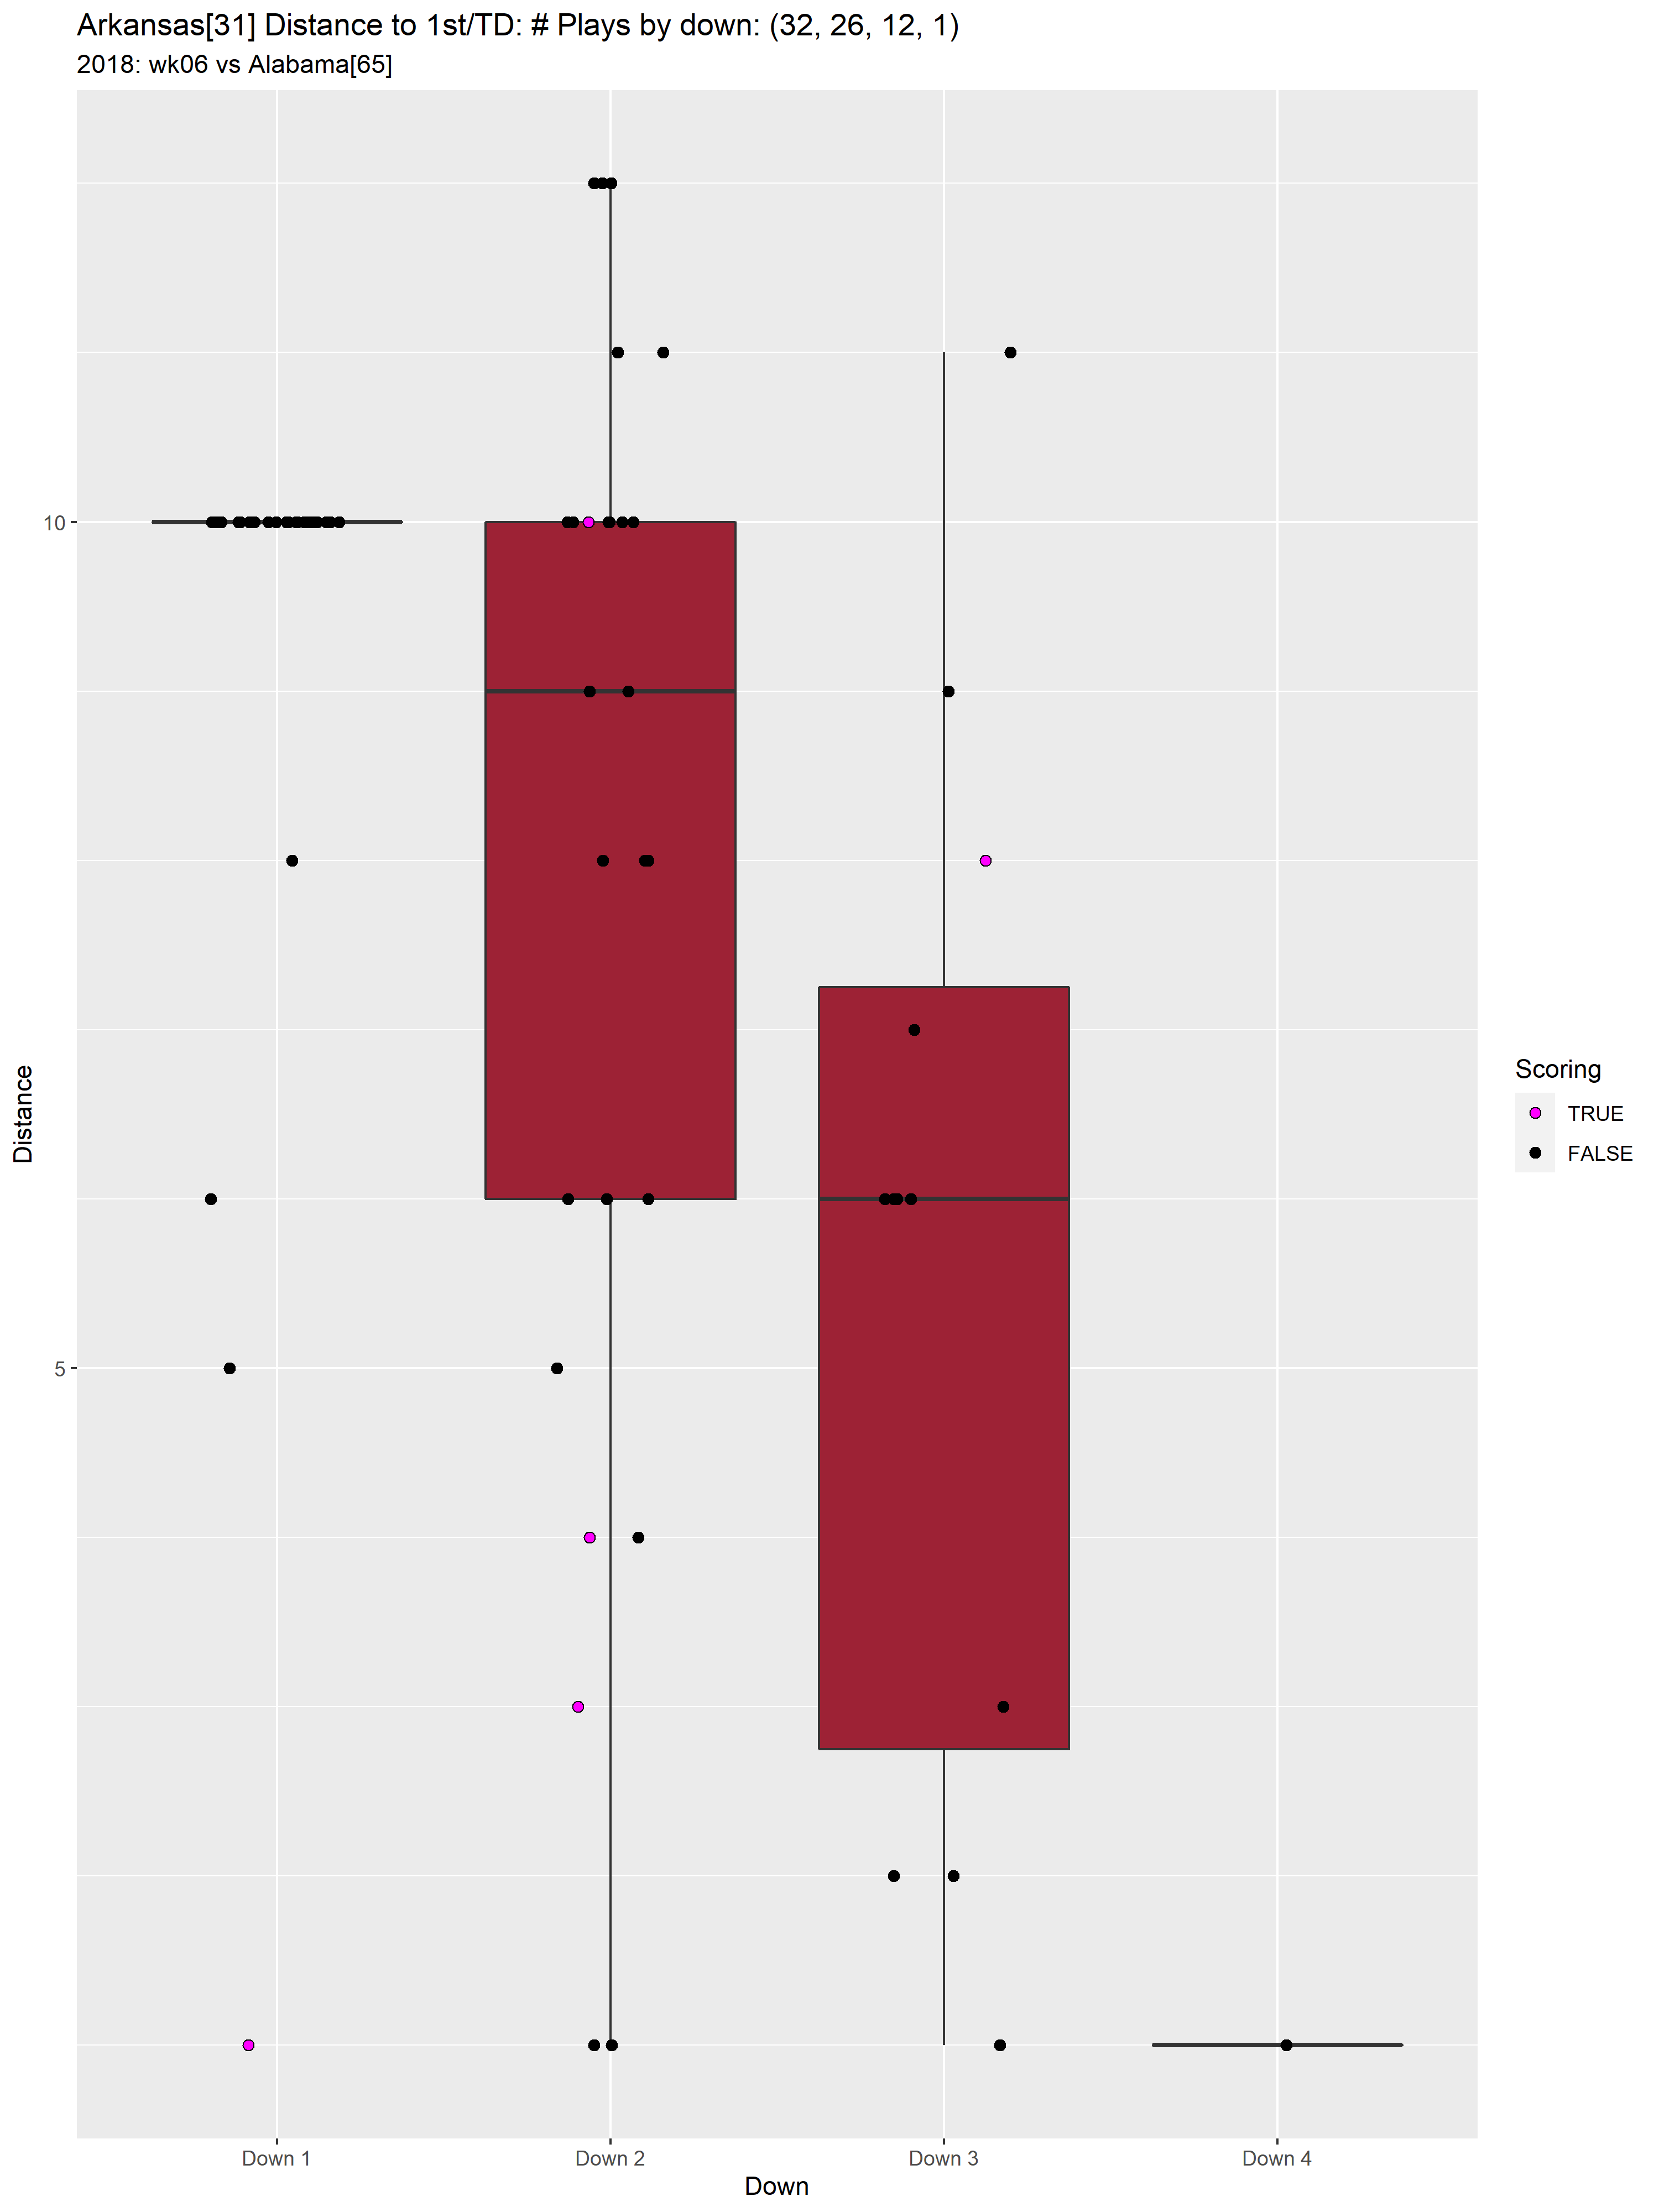 Arkansas[31] Distance to 1st/TD: # Plays by down: (32, 26, 12, 1)
2018: wk06 vs Alabama[65]
10
5
Distance
Down 1
Down 2
Down 3
Down 4
Down
Scoring
TRUE
FALSE